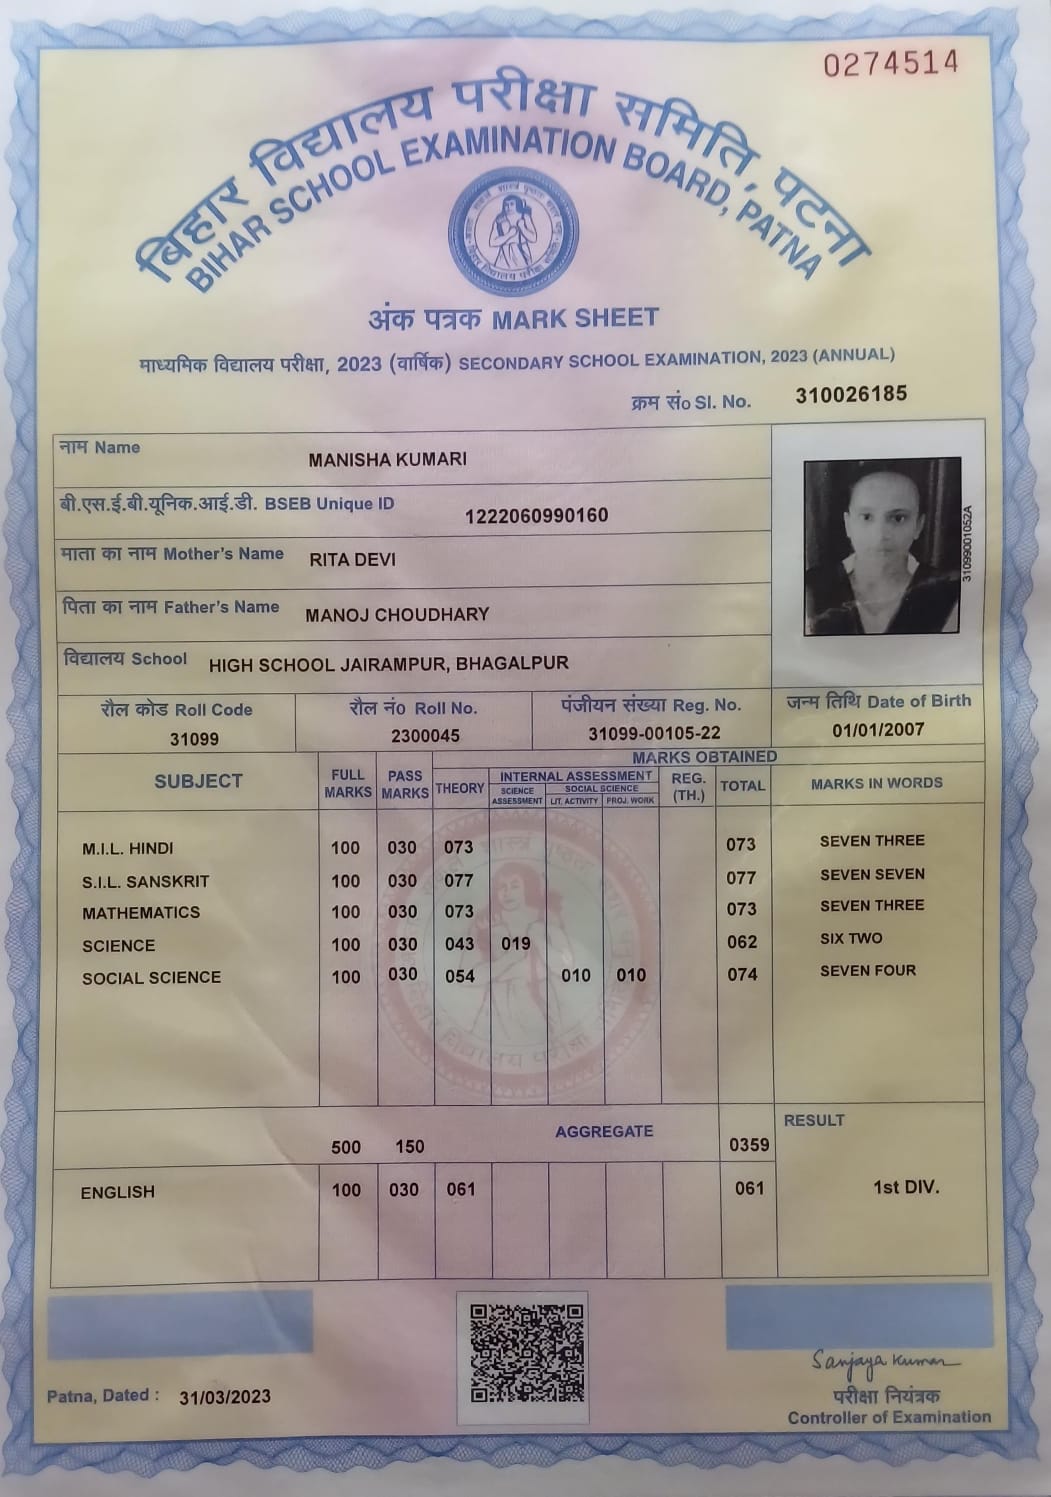 0274514
बिहार विद्यालय परीक्षा समिति, पटना
BIHAR SCHOOL EXAMINATION BOARD, PATNA
अंक पत्रक MARK SHEET
माध्यमिक विद्यालय परीक्षा, 2023 (वार्षिक) SECONDARY SCHOOL EXAMINATION, 2023 (ANNUAL)
क्रम सं० Sl. No. 310026185
नाम Name MANISHA KUMARI
बी.एस.ई.बी.यूनिक.आई.डी. BSEB Unique ID 1222060990160
माता का नाम Mother's Name RITA DEVI
पिता का नाम Father's Name MANOJ CHOUDHARY
विद्यालय School HIGH SCHOOL JAIRAMPUR, BHAGALPUR
31099001052A
रौल कोड Roll Code रौल नं० Roll No. पंजीयन संख्या Reg. No. जन्म तिथि Date of Birth
31099 2300045 31099-00105-22 01/01/2007
MARKS OBTAINED
SUBJECT FULL MARKS PASS MARKS THEORY INTERNAL ASSESSMENT REG. (TH.) TOTAL MARKS IN WORDS
SCIENCE ASSESSMENT SOCIAL SCIENCE
LIT. ACTIVITY PROJ. WORK
M.I.L. HINDI 100 030 073 073 SEVEN THREE
S.I.L. SANSKRIT 100 030 077 077 SEVEN SEVEN
MATHEMATICS 100 030 073 073 SEVEN THREE
SCIENCE 100 030 043 019 062 SIX TWO
SOCIAL SCIENCE 100 030 054 010 010 074 SEVEN FOUR
500 150 AGGREGATE 0359 RESULT
ENGLISH 100 030 061 061 1st DIV.
Sanjaya Kumar
Patna, Dated : 31/03/2023
परीक्षा नियंत्रक
Controller of Examination